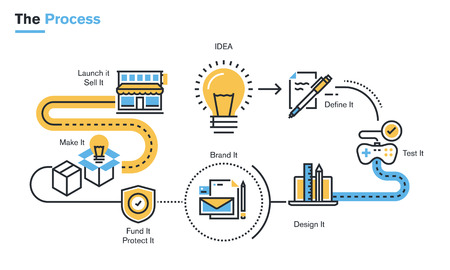 The Process
IDEA
Define It
Test It
Design It
Brand It
Fund It
Protect It
Make It
Launch it
Sell It